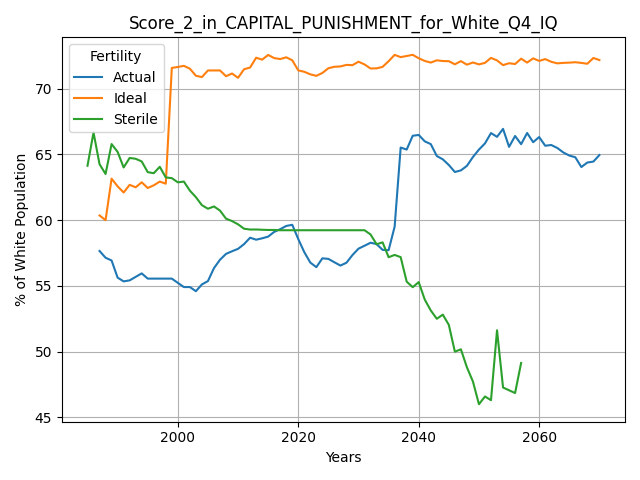 Score_2_in_CAPITAL_PUNISHMENT_for_White_Q4_IQ
Fertility
Actual
Ideal
Sterile
% of White Population
70
65
60
55
50
45
2000
2020
2040
2060
Years